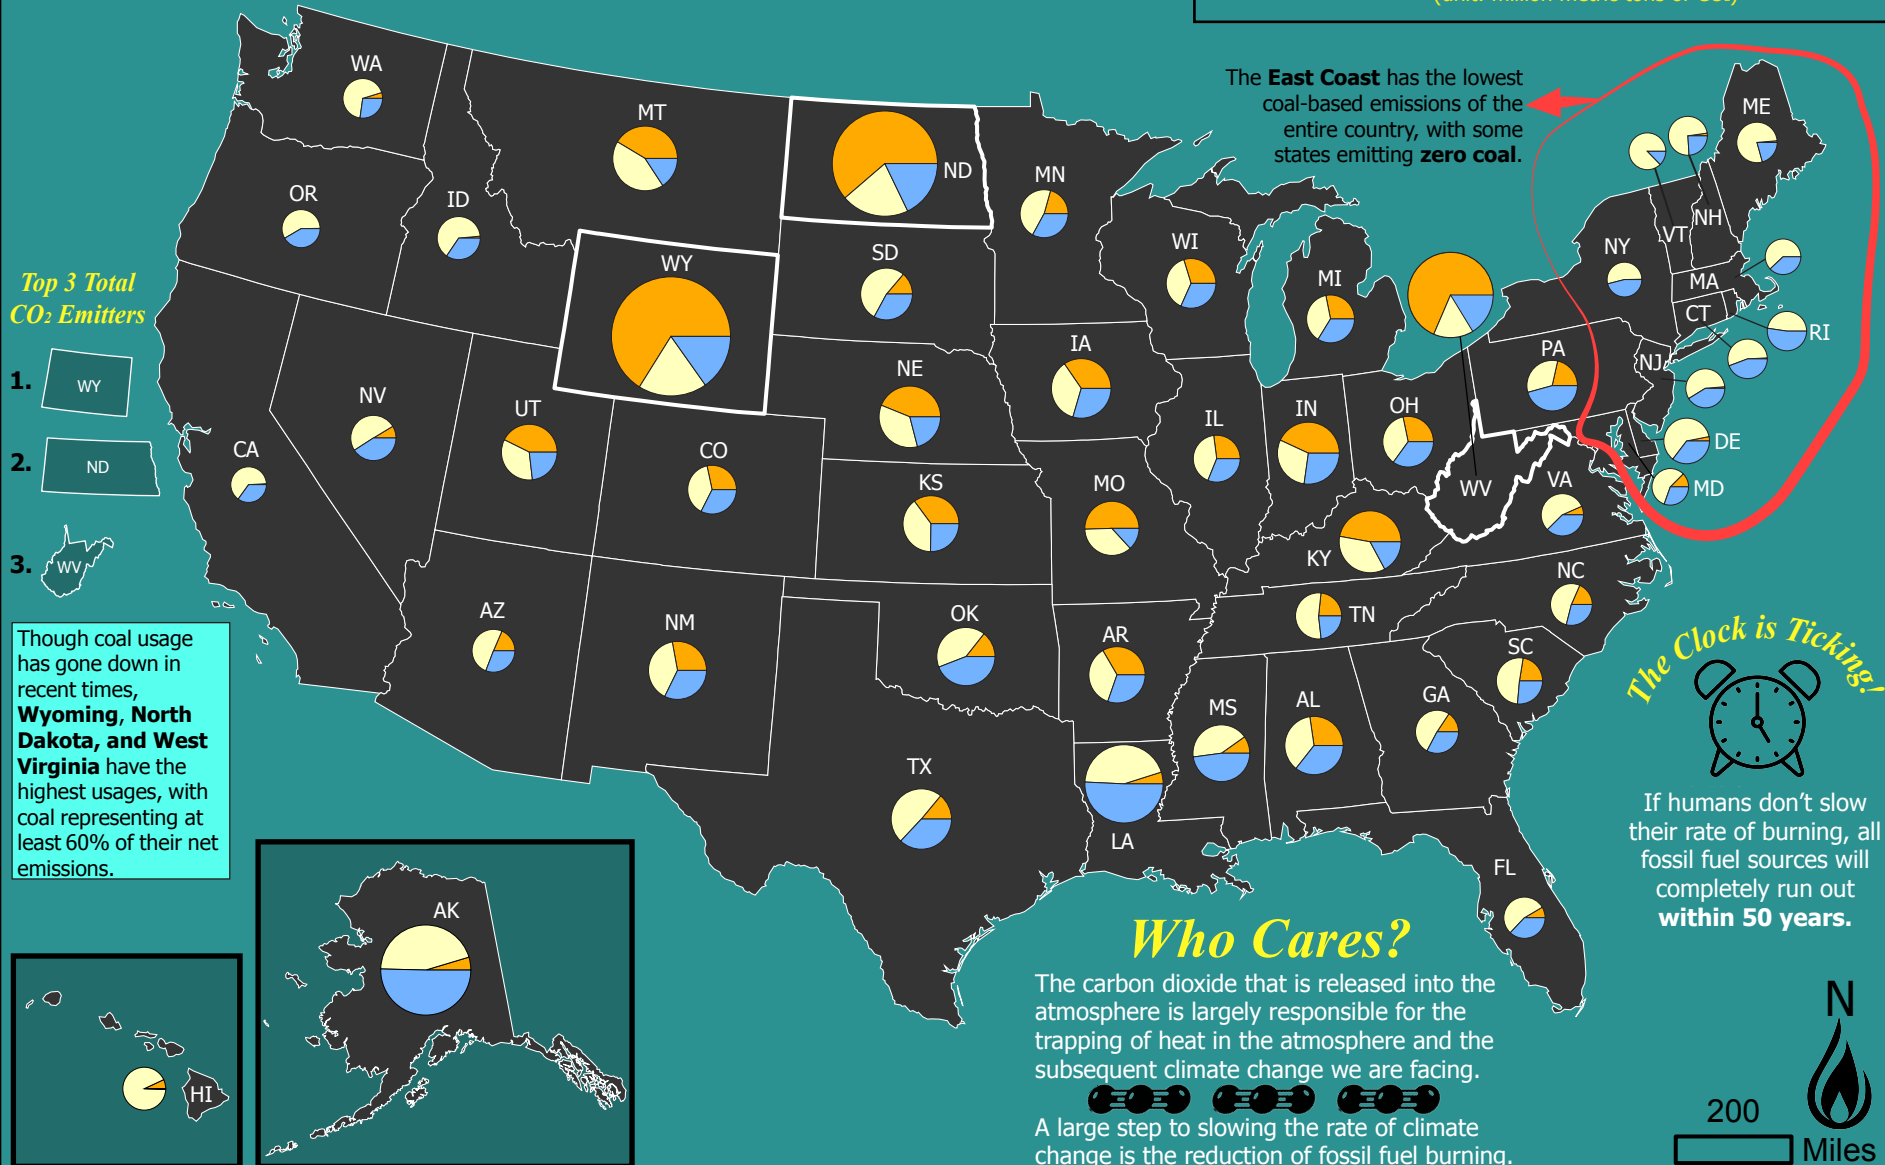 The East Coast has the lowest
coal-based emissions of the
entire country, with some
states emitting zero coal.
WA
MT
ND
MN
ME
OR
ID
SD
WI
MI
NY
VT
NH
MA
CT
RI
WY
Top 3 Total
CO₂ Emitters
1. WY
2. ND
3. WV
NV
UT
CO
NE
IA
IL
IN
OH
PA
NJ
DE
MD
CA
KS
MO
WV
VA
KY
AZ
NM
OK
AR
TN
NC
SC
MS
AL
GA
TX
LA
FL
AK
HI
Though coal usage
has gone down in
recent times,
Wyoming, North
Dakota, and West
Virginia have the
highest usages, with
coal representing at
least 60% of their net
emissions.
The Clock is Ticking!
If humans don’t slow
their rate of burning, all
fossil fuel sources will
completely run out
within 50 years.
Who Cares?
The carbon dioxide that is released into the
atmosphere is largely responsible for the
trapping of heat in the atmosphere and the
subsequent climate change we are facing.
A large step to slowing the rate of climate
change is the reduction of fossil fuel burning.
N
200
Miles